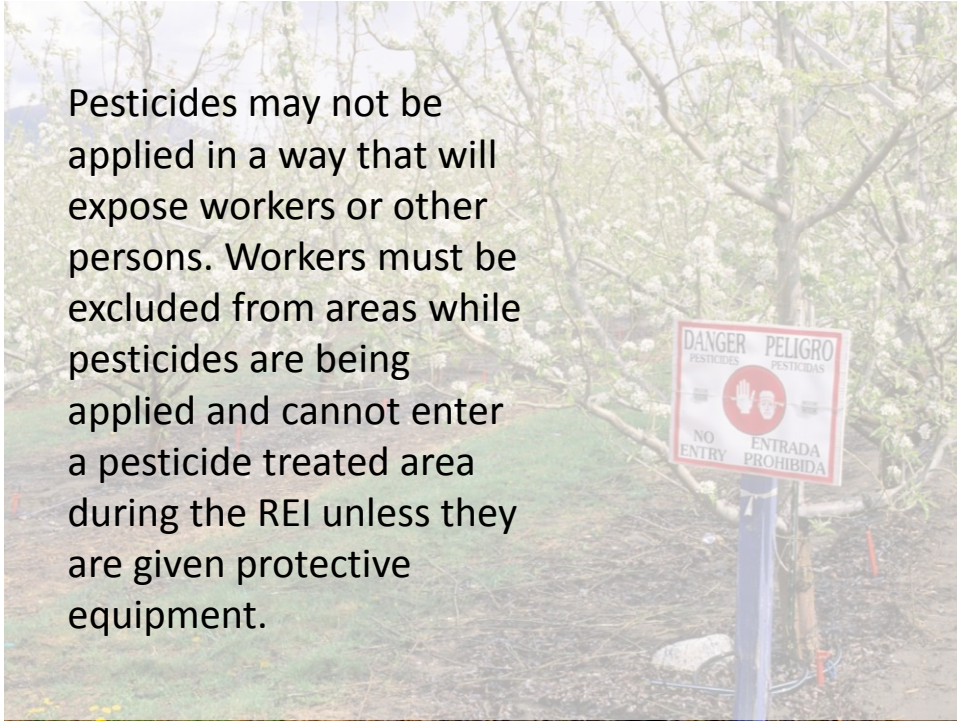 Pesticides may not be
applied in a way that will
expose workers or other
persons. Workers must be
excluded from areas while
pesticides are being
applied and cannot enter
a pesticide treated area
during the REI unless they
are given protective
equipment.
DANGER PELIGRO
PESTICIDES PESTICIDAS
NO ENTRADA
ENTRY PROHIBIDA